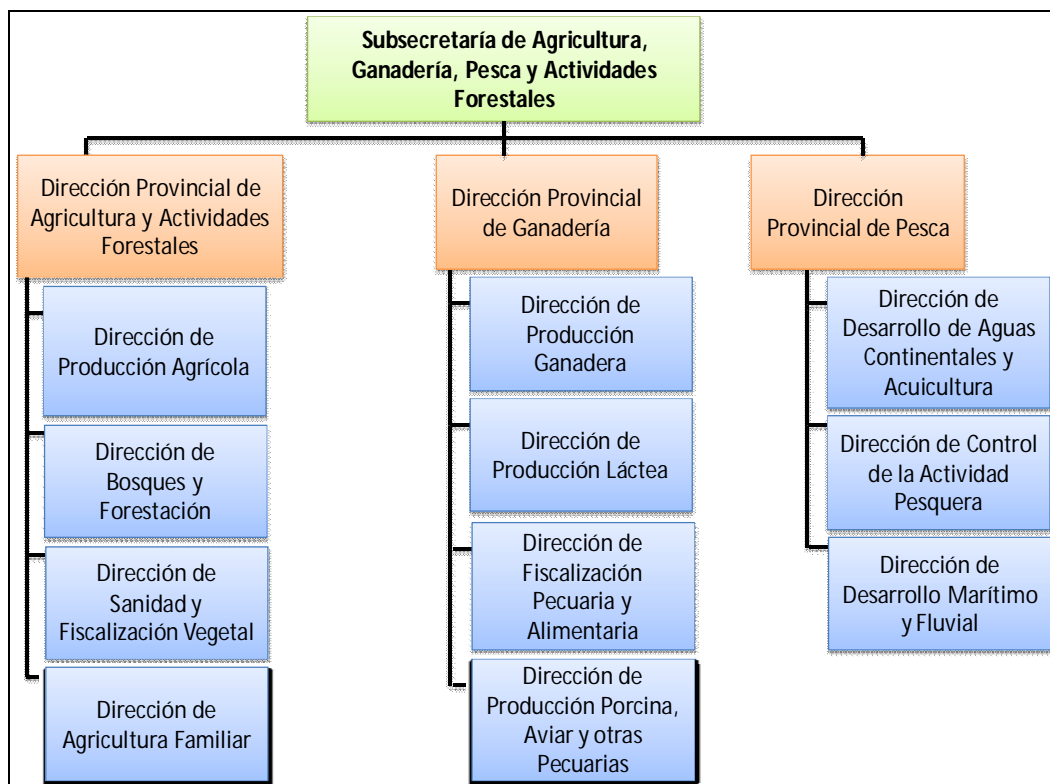 Subsecretaría de Agricultura,
Ganadería, Pesca y Actividades
Forestales
Dirección Provincial de
Agricultura y Actividades
Forestales
Dirección de
Producción Agrícola
Dirección de
Bosques y
Forestación
Dirección de
Sanidad y
Fiscalización Vegetal
Dirección de
Agricultura Familiar
Dirección Provincial
de Ganadería
Dirección de
Producción
Ganadera
Dirección de
Producción Láctea
Dirección de
Fiscalización
Pecuaria y
Alimentaria
Dirección de
Producción Porcina,
Aviar y otras
Pecuarias
Dirección
Provincial de Pesca
Dirección de
Desarrollo de Aguas
Continentales y
Acuicultura
Dirección de Control
de la Actividad
Pesquera
Dirección de
Desarrollo Marítimo
y Fluvial